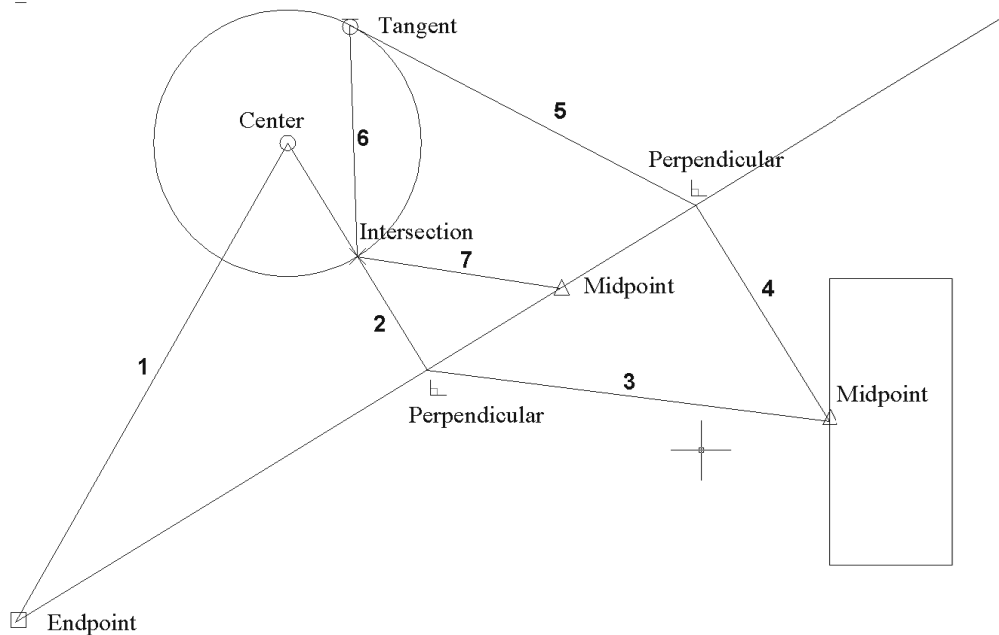 Tangent
5
Center
6
Perpendicular
Intersection
7
Midpoint
4
2
1
3
Midpoint
Perpendicular
Endpoint